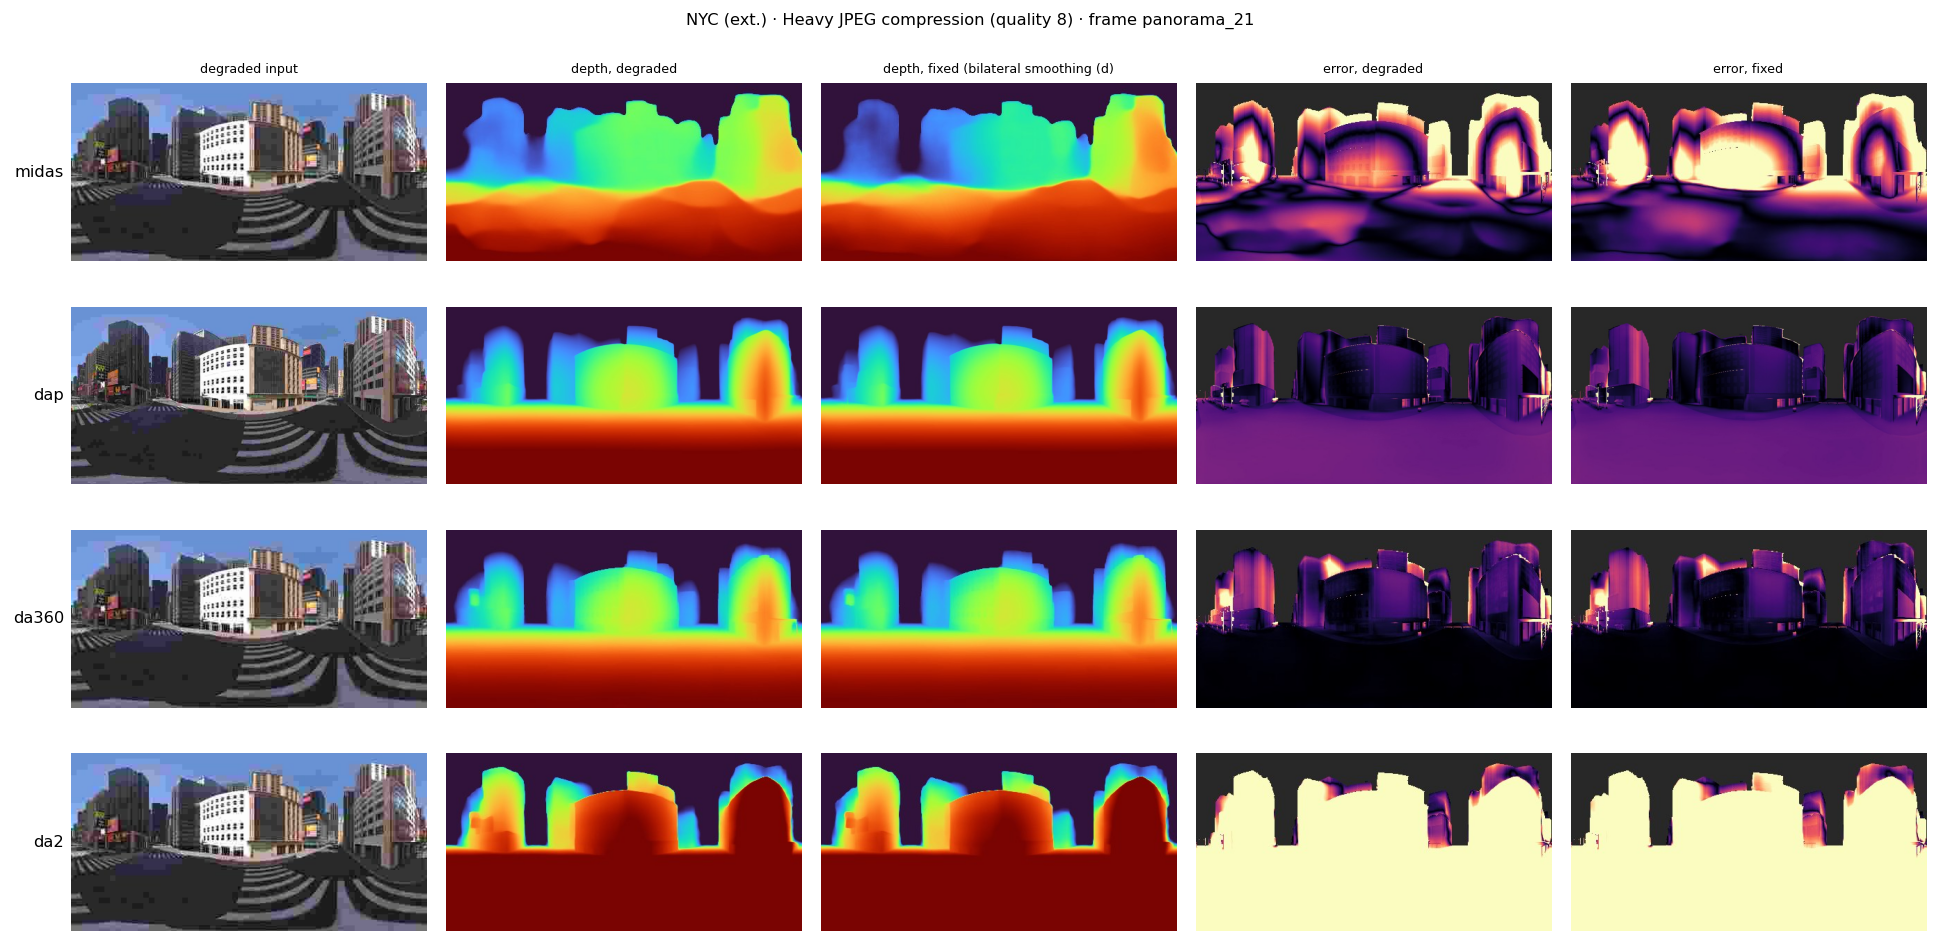 NYC (ext.) · Heavy JPEG compression (quality 8) · frame panorama_21
degraded input
depth, degraded
depth, fixed (bilateral smoothing (d)
error, degraded
error, fixed
midas
dap
da360
da2